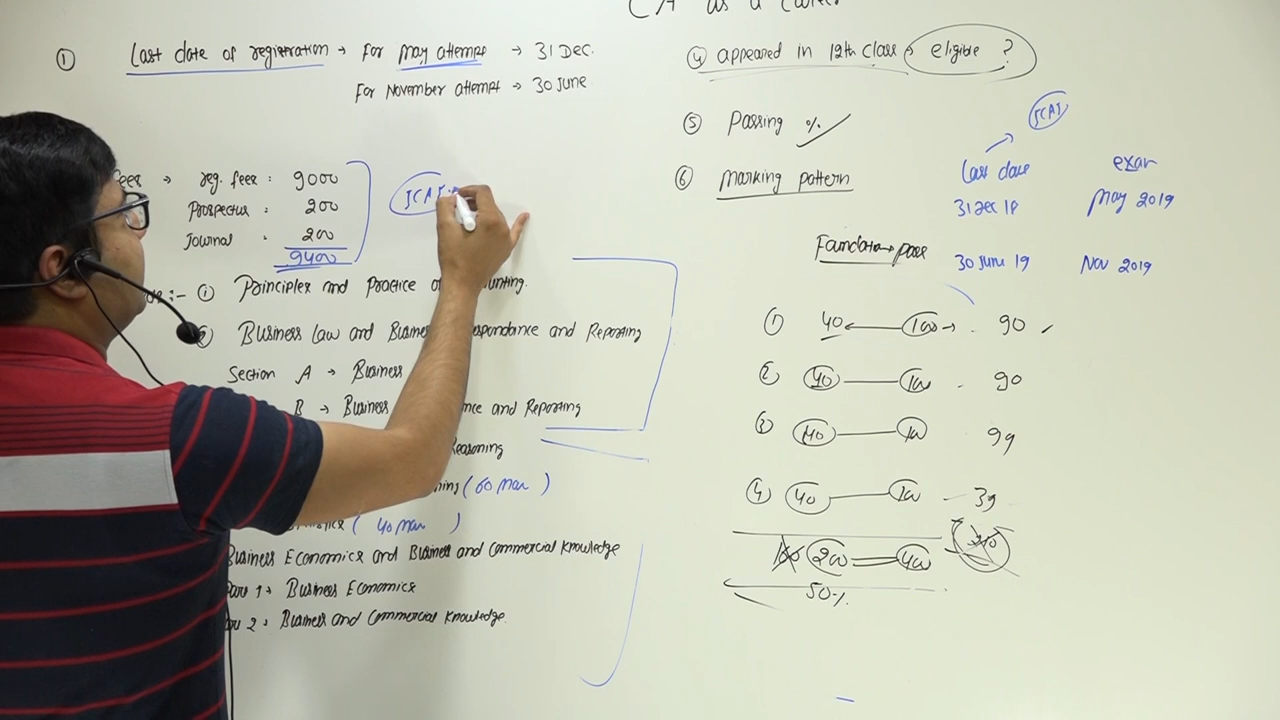 CA as a Career
① Last date of registration → For May attempt → 31 Dec.
For November attempt → 30 June
Fees → reg. fees : 9000
Prospectus : 200
Journal : 200
9400
ICAI
:- ① Principles and Practice of Accounting.
② Business Law and Business Correspondance and Reporting
Section A → Business
B → Business Correspondance and Reporting
Reasoning
(60 Mar)
(40 Mar)
Business Economics and Business and Commercial Knowledge
Part 1 → Business Economics
Part 2 : Business and Commercial Knowledge.
④ appeared in 12th class → eligible ?
⑤ Passing %
⑥ Marking pattern
ICAI
Last date exam
31 Dec 18 May 2019
Foundation → pass
30 June 19 Nov 2019
① 40 100 → 90 ✓
② 40 100 - 90
③ 40 100 - 99
④ 40 100 - 39
200 400
50%